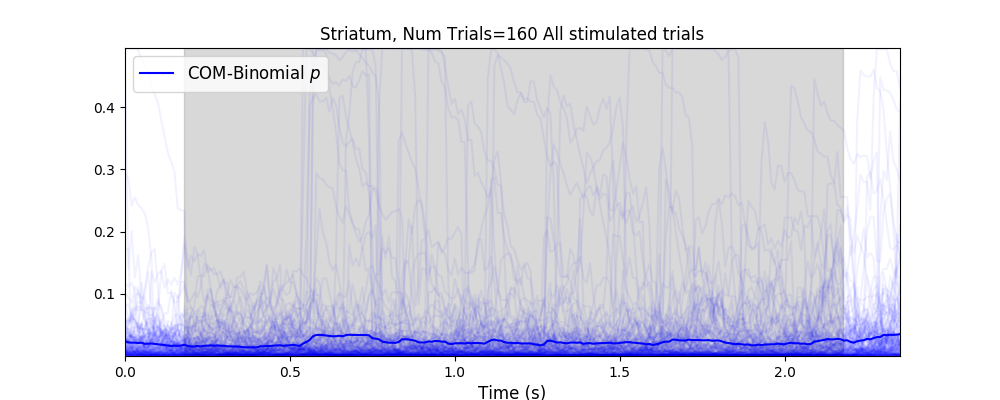 Striatum, Num Trials=160 All stimulated trials
COM-Binomial p
0.4
0.3
0.2
0.1
0.0 0.5 1.0 1.5 2.0
Time (s)